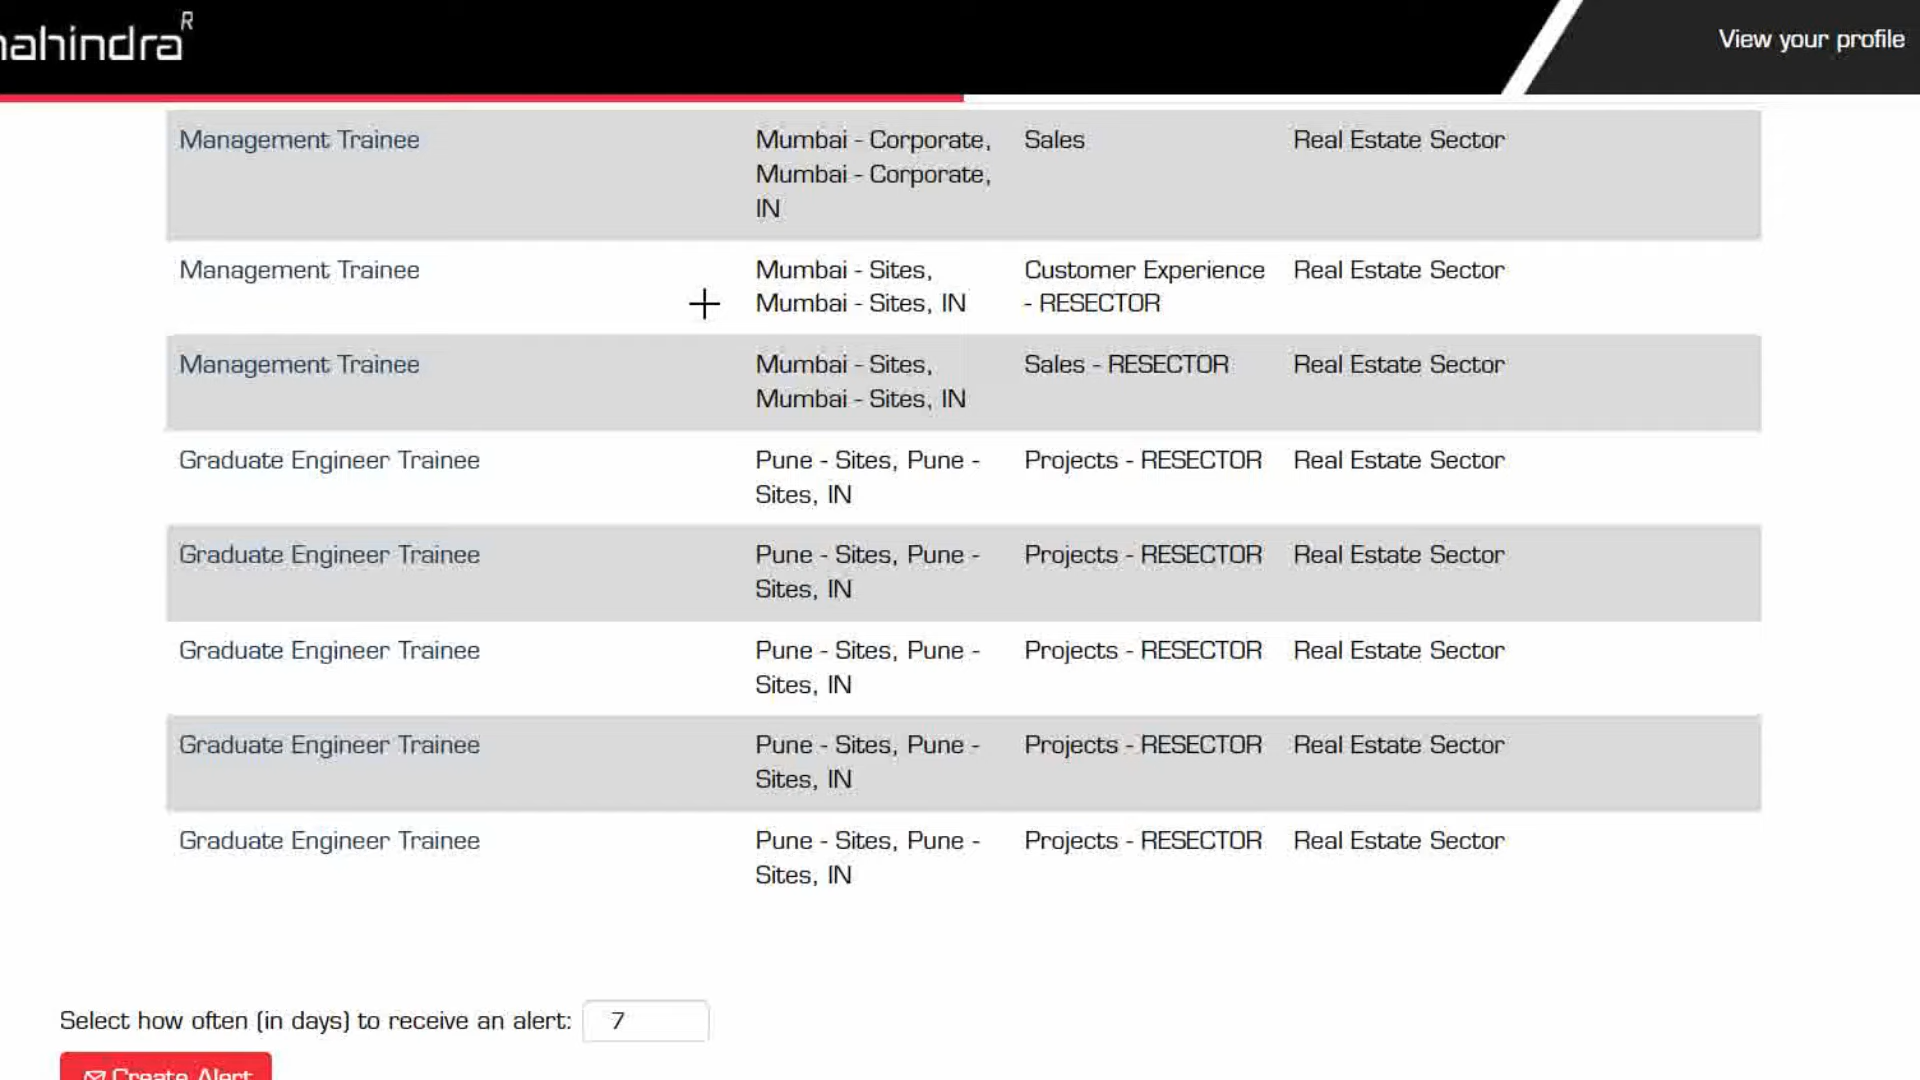 mahindra R
View your profile
Management Trainee Mumbai - Corporate, Sales Real Estate Sector
Mumbai - Corporate,
IN
Management Trainee Mumbai - Sites, Customer Experience Real Estate Sector
Mumbai - Sites, IN - RESECTOR
Management Trainee Mumbai - Sites, Sales - RESECTOR Real Estate Sector
Mumbai - Sites, IN
Graduate Engineer Trainee Pune - Sites, Pune - Projects - RESECTOR Real Estate Sector
Sites, IN
Graduate Engineer Trainee Pune - Sites, Pune - Projects - RESECTOR Real Estate Sector
Sites, IN
Graduate Engineer Trainee Pune - Sites, Pune - Projects - RESECTOR Real Estate Sector
Sites, IN
Graduate Engineer Trainee Pune - Sites, Pune - Projects - RESECTOR Real Estate Sector
Sites, IN
Graduate Engineer Trainee Pune - Sites, Pune - Projects - RESECTOR Real Estate Sector
Sites, IN
Select how often (in days) to receive an alert: 7
Create Alert